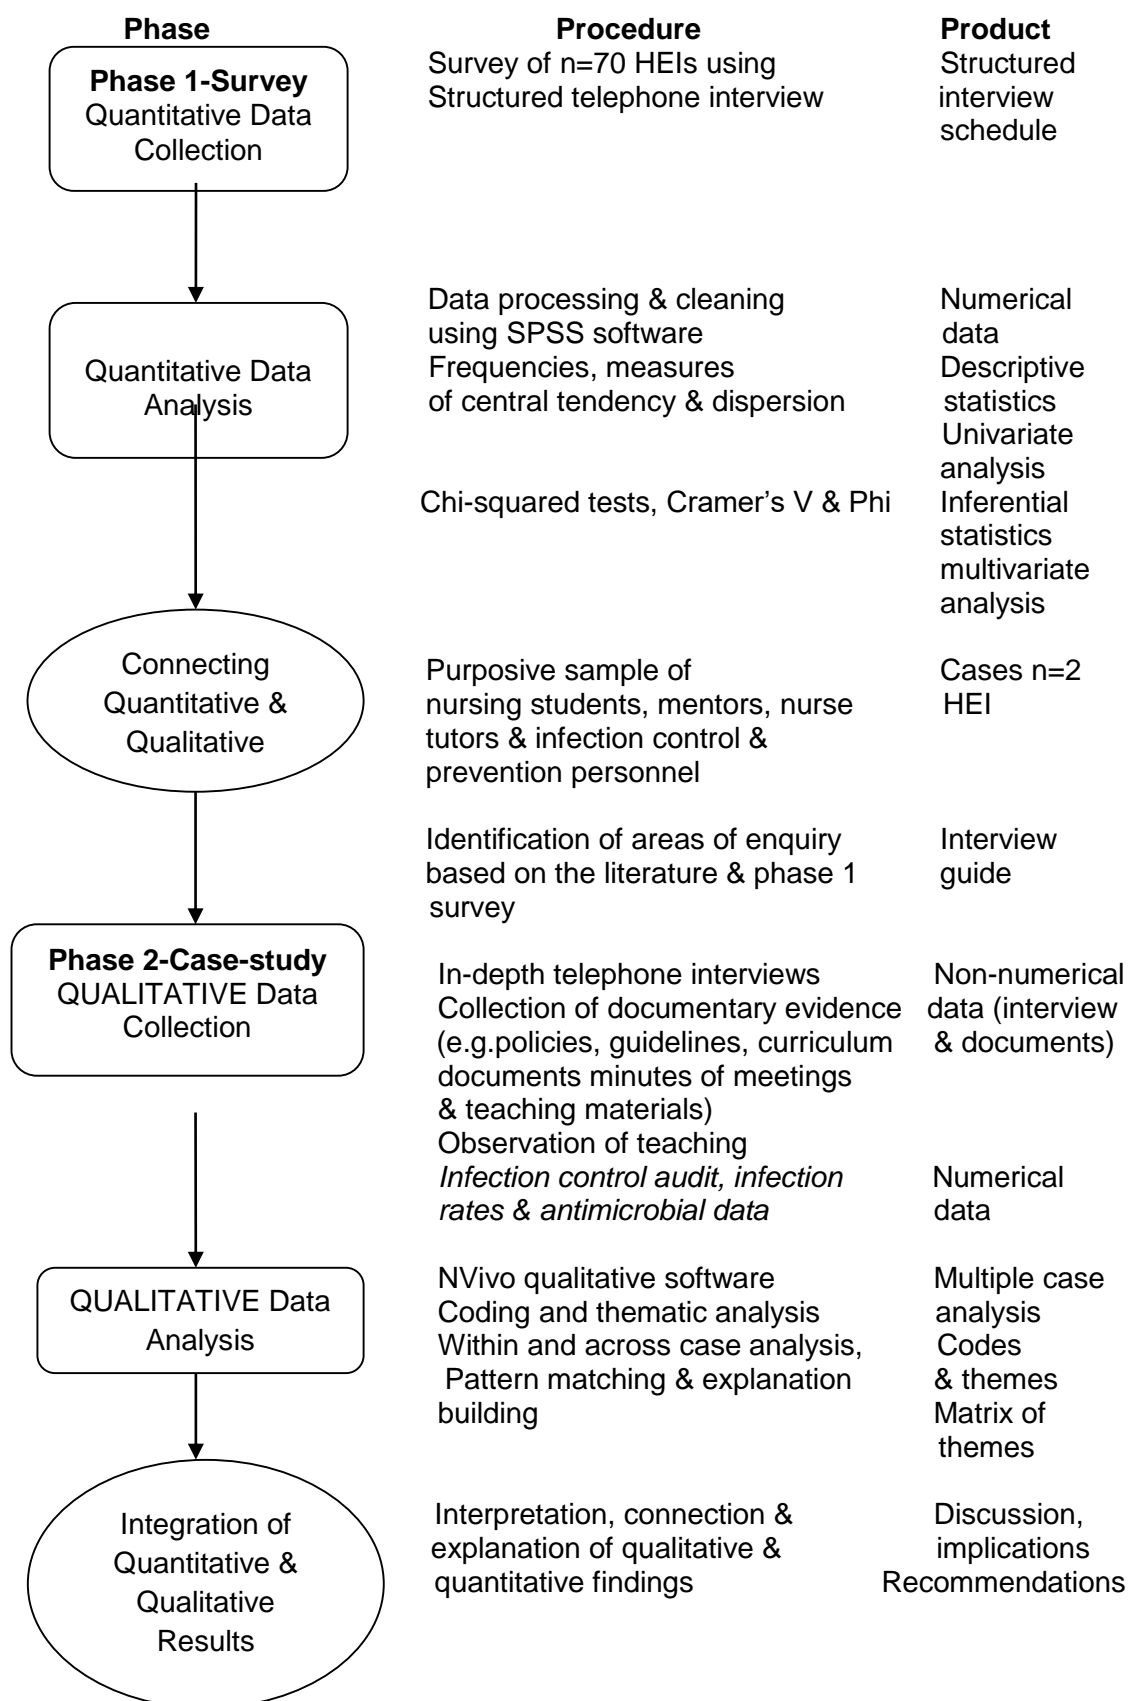 Phase Procedure Product
Phase 1-Survey
Quantitative Data
Collection
Survey of n=70 HEIs using
Structured telephone interview
Structured
interview
schedule
Quantitative Data
Analysis
Data processing & cleaning
using SPSS software
Frequencies, measures
of central tendency & dispersion
Chi-squared tests, Cramer's V & Phi
Numerical
data
Descriptive
statistics
Univariate
analysis
Inferential
statistics
multivariate
analysis
Connecting
Quantitative &
Qualitative
Purposive sample of
nursing students, mentors, nurse
tutors & infection control &
prevention personnel
Cases n=2
HEI
Identification of areas of enquiry
based on the literature & phase 1
survey
Interview
guide
Phase 2-Case-study
QUALITATIVE Data
Collection
In-depth telephone interviews
Collection of documentary evidence
(e.g.policies, guidelines, curriculum
documents minutes of meetings
& teaching materials)
Observation of teaching
Infection control audit, infection
rates & antimicrobial data
Non-numerical
data (interview
& documents)
Numerical
data
QUALITATIVE Data
Analysis
NVivo qualitative software
Coding and thematic analysis
Within and across case analysis,
Pattern matching & explanation
building
Multiple case
analysis
Codes
& themes
Matrix of
themes
Integration of
Quantitative &
Qualitative
Results
Interpretation, connection &
explanation of qualitative &
quantitative findings
Discussion,
implications
Recommendations